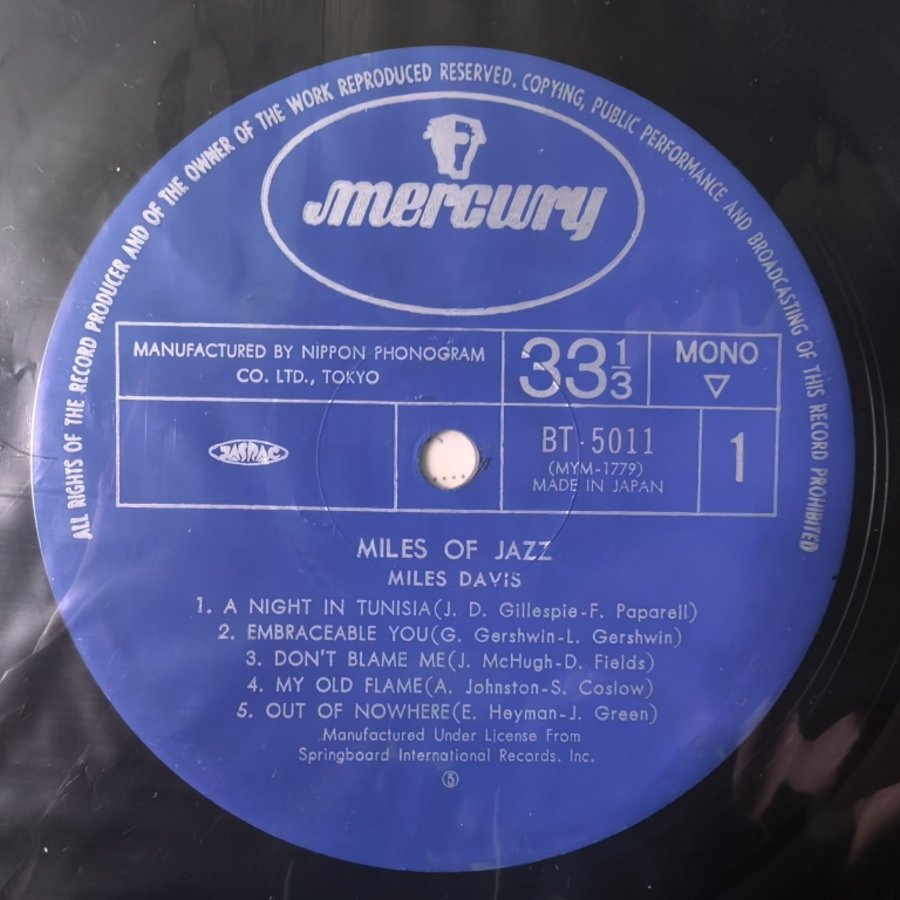 ALL RIGHTS OF THE RECORD PRODUCER AND OF THE OWNER OF THE WORK REPRODUCED RESERVED. COPYING, PUBLIC PERFORMANCE AND BROADCASTING OF THIS RECORD PROHIBITED
mercury
MANUFACTURED BY NIPPON PHONOGRAM
CO. LTD., TOKYO
33 1/3
MONO
▽
JASRAC
BT-5011
(MYM-1779)
MADE IN JAPAN
1
MILES OF JAZZ
MILES DAVIS
1. A NIGHT IN TUNISIA(J. D. Gillespie-F. Paparell)
2. EMBRACEABLE YOU(G. Gershwin-L. Gershwin)
3. DON'T BLAME ME(J. McHugh-D. Fields)
4. MY OLD FLAME(A. Johnston-S. Coslow)
5. OUT OF NOWHERE(E. Heyman-J. Green)
Manufactured Under License From
Springboard International Records. Inc.